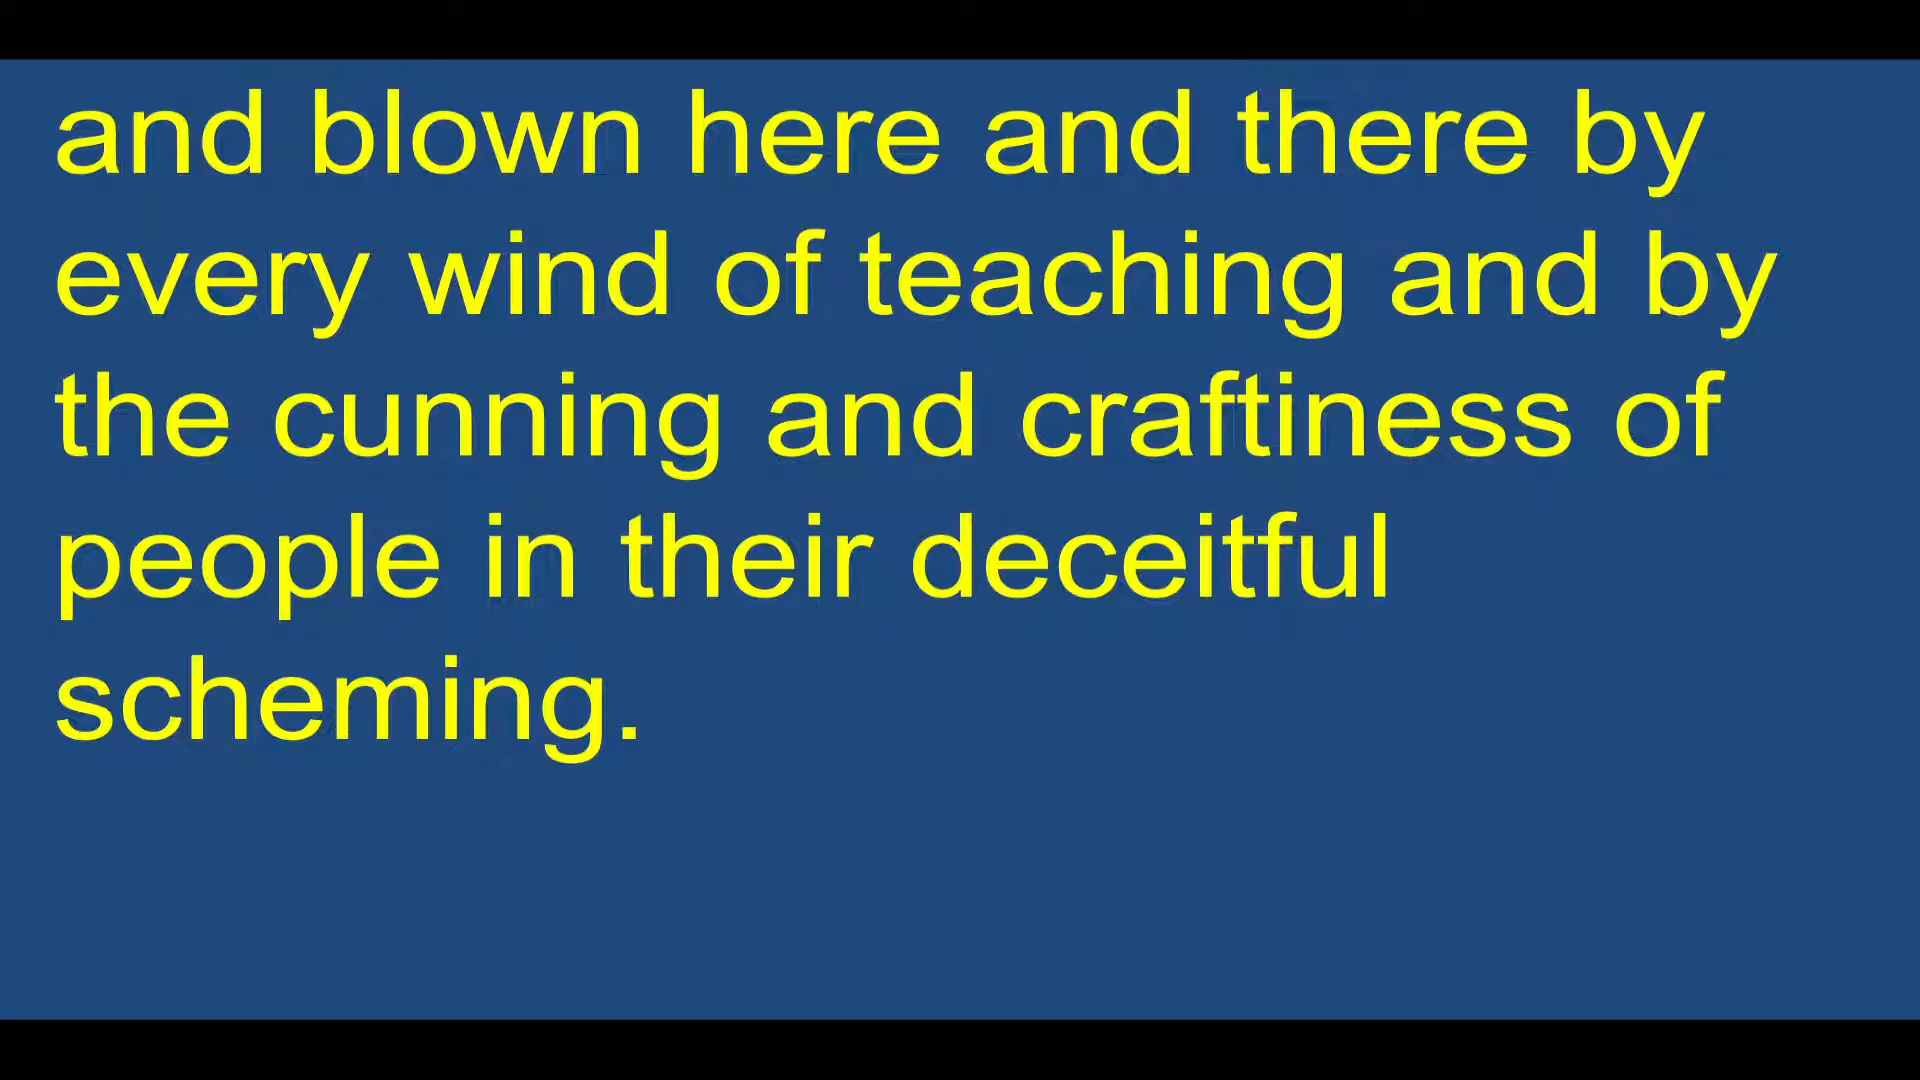 and blown here and there by
every wind of teaching and by
the cunning and craftiness of
people in their deceitful
scheming.